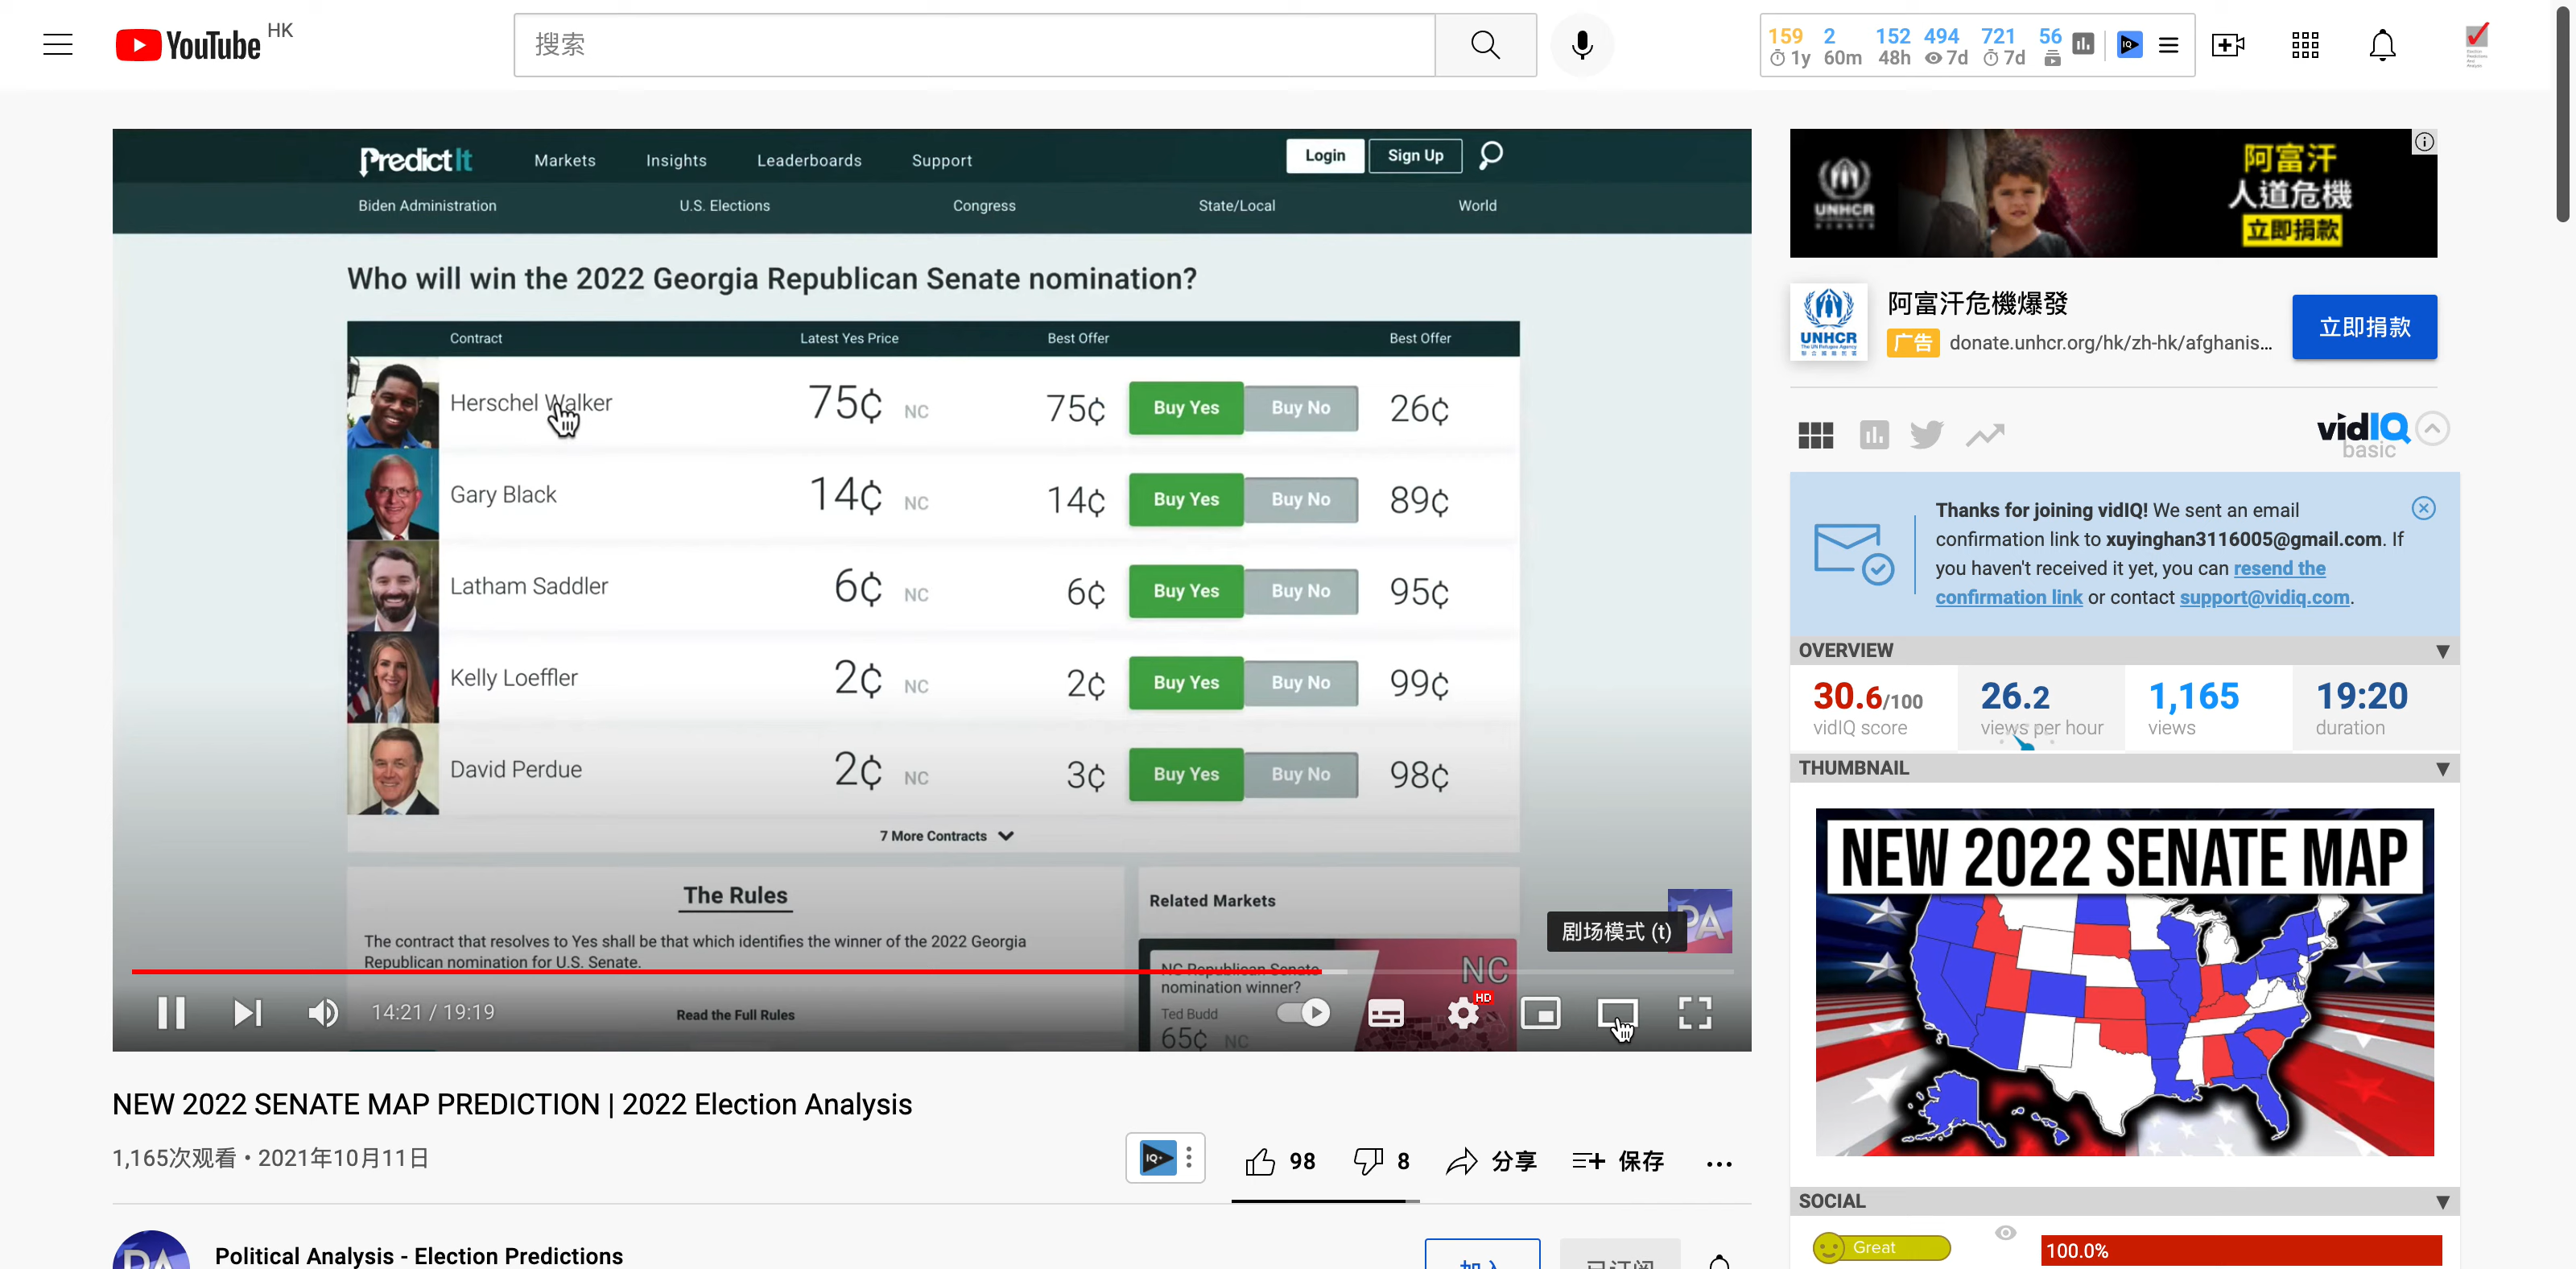 YouTube HK
搜索
159 2 152 494 721 56
1y 60m 48h 7d 7d
PredictIt Markets Insights Leaderboards Support Login Sign Up
Biden Administration U.S. Elections Congress State/Local World
Who will win the 2022 Georgia Republican Senate nomination?
Contract Latest Yes Price Best Offer Best Offer
Herschel Walker 75¢ NC 75¢ Buy Yes Buy No 26¢
Gary Black 14¢ NC 14¢ Buy Yes Buy No 89¢
Latham Saddler 6¢ NC 6¢ Buy Yes Buy No 95¢
Kelly Loeffler 2¢ NC 2¢ Buy Yes Buy No 99¢
David Perdue 2¢ NC 3¢ Buy Yes Buy No 98¢
7 More Contracts
The Rules
The contract that resolves to Yes shall be that which identifies the winner of the 2022 Georgia
Republican nomination for U.S. Senate.
Read the Full Rules
Related Markets
NC Republican Senate
nomination winner?
NC
Ted Budd
65¢ NC
PA
剧场模式 (t)
14:21 / 19:19
HD
NEW 2022 SENATE MAP PREDICTION | 2022 Election Analysis
1,165次观看 • 2021年10月11日
IQ+ 98 8 分享 保存
PA
Political Analysis - Election Predictions
加入
已订阅
UNHCR
阿富汗
人道危機
立即捐款
UNHCR
The UN Refugee Agency
阿富汗危機爆發
广告 donate.unhcr.org/hk/zh-hk/afghanis...
立即捐款
vidIQ
basic
Thanks for joining vidIQ! We sent an email
confirmation link to xuyinghan3116005@gmail.com. If
you haven't received it yet, you can resend the
confirmation link or contact support@vidiq.com.
OVERVIEW
30.6/100 26.2 1,165 19:20
vidIQ score views per hour views duration
THUMBNAIL
NEW 2022 SENATE MAP
SOCIAL
Great 100.0%